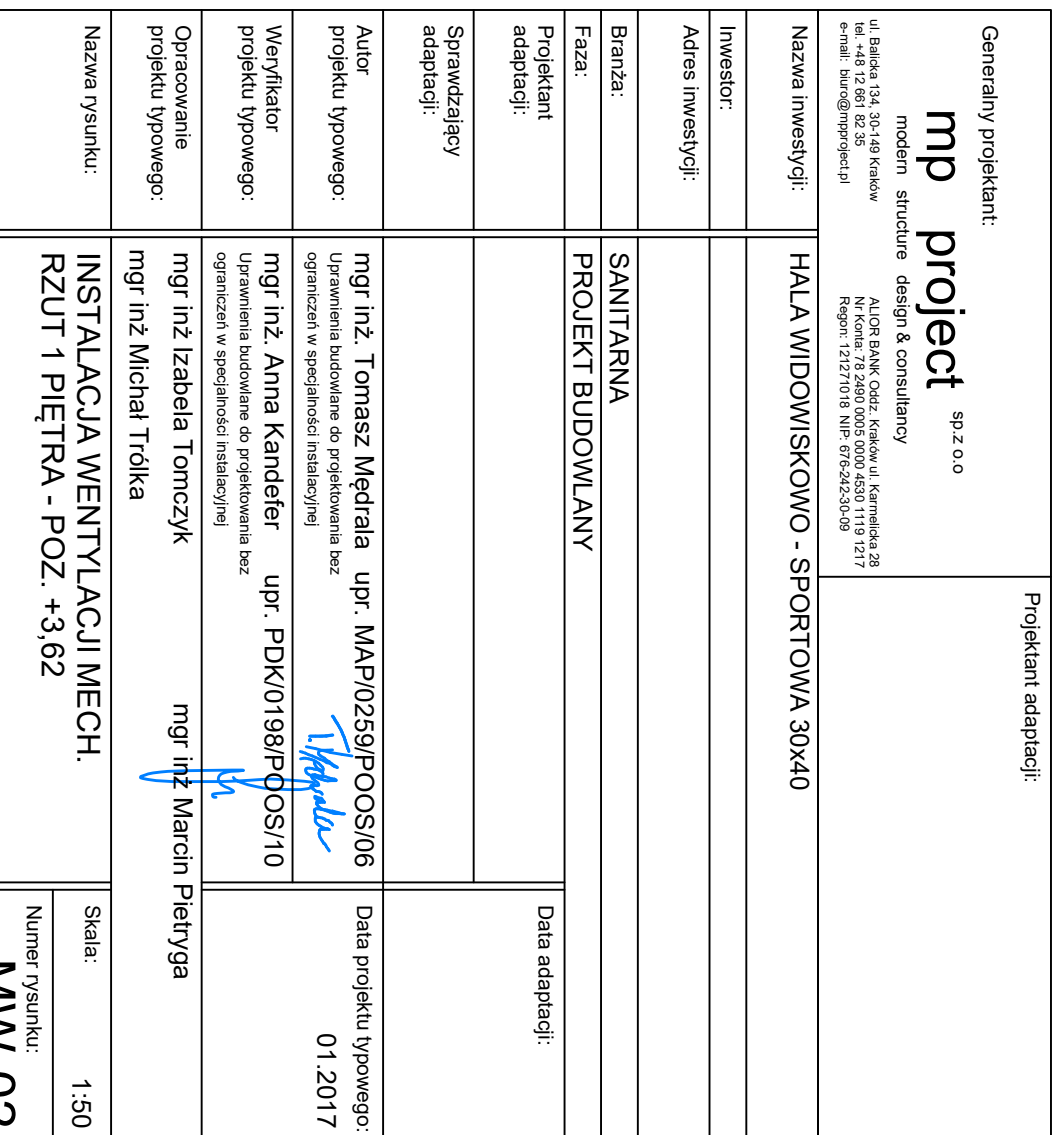 Generalny projektant:
mp project sp.z o.o
modern structure design & consultancy
ul. Balicka 134, 30-149 Kraków
tel. +48 12 661 82 35
e-mail: biuro@mpproject.pl
ALIOR BANK Oddz. Kraków ul. Karmelicka 28
Nr Konta: 78 2490 0005 0000 4530 1119 1217
Regon: 121271018 NIP: 676-242-30-09
Projektant adaptacji:
Nazwa inwestycji:
HALA WIDOWISKOWO - SPORTOWA 30x40
Inwestor:
Adres inwestycji:
Branża:
SANITARNA
Faza:
PROJEKT BUDOWLANY
Projektant
adaptacji:
Data adaptacji:
Sprawdzający
adaptacji:
Autor
projektu typowego:
mgr inż. Tomasz Mędrala upr. MAP/0259/POOS/06
Uprawnienia budowlane do projektowania bez
ograniczeń w specjalności instalacyjnej
Data projektu typowego:
01.2017
Weryfikator
projektu typowego:
mgr inż. Anna Kandefer upr. PDK/0198/POOS/10
Uprawnienia budowlane do projektowania bez
ograniczeń w specjalności instalacyjnej
Opracowanie
projektu typowego:
mgr inż Izabela Tomczyk mgr inż Marcin Pietryga
mgr inż Michał Trólka
Nazwa rysunku:
INSTALACJA WENTYLACJI MECH.
RZUT 1 PIĘTRA - POZ. +3,62
Skala:
1:50
Numer rysunku: